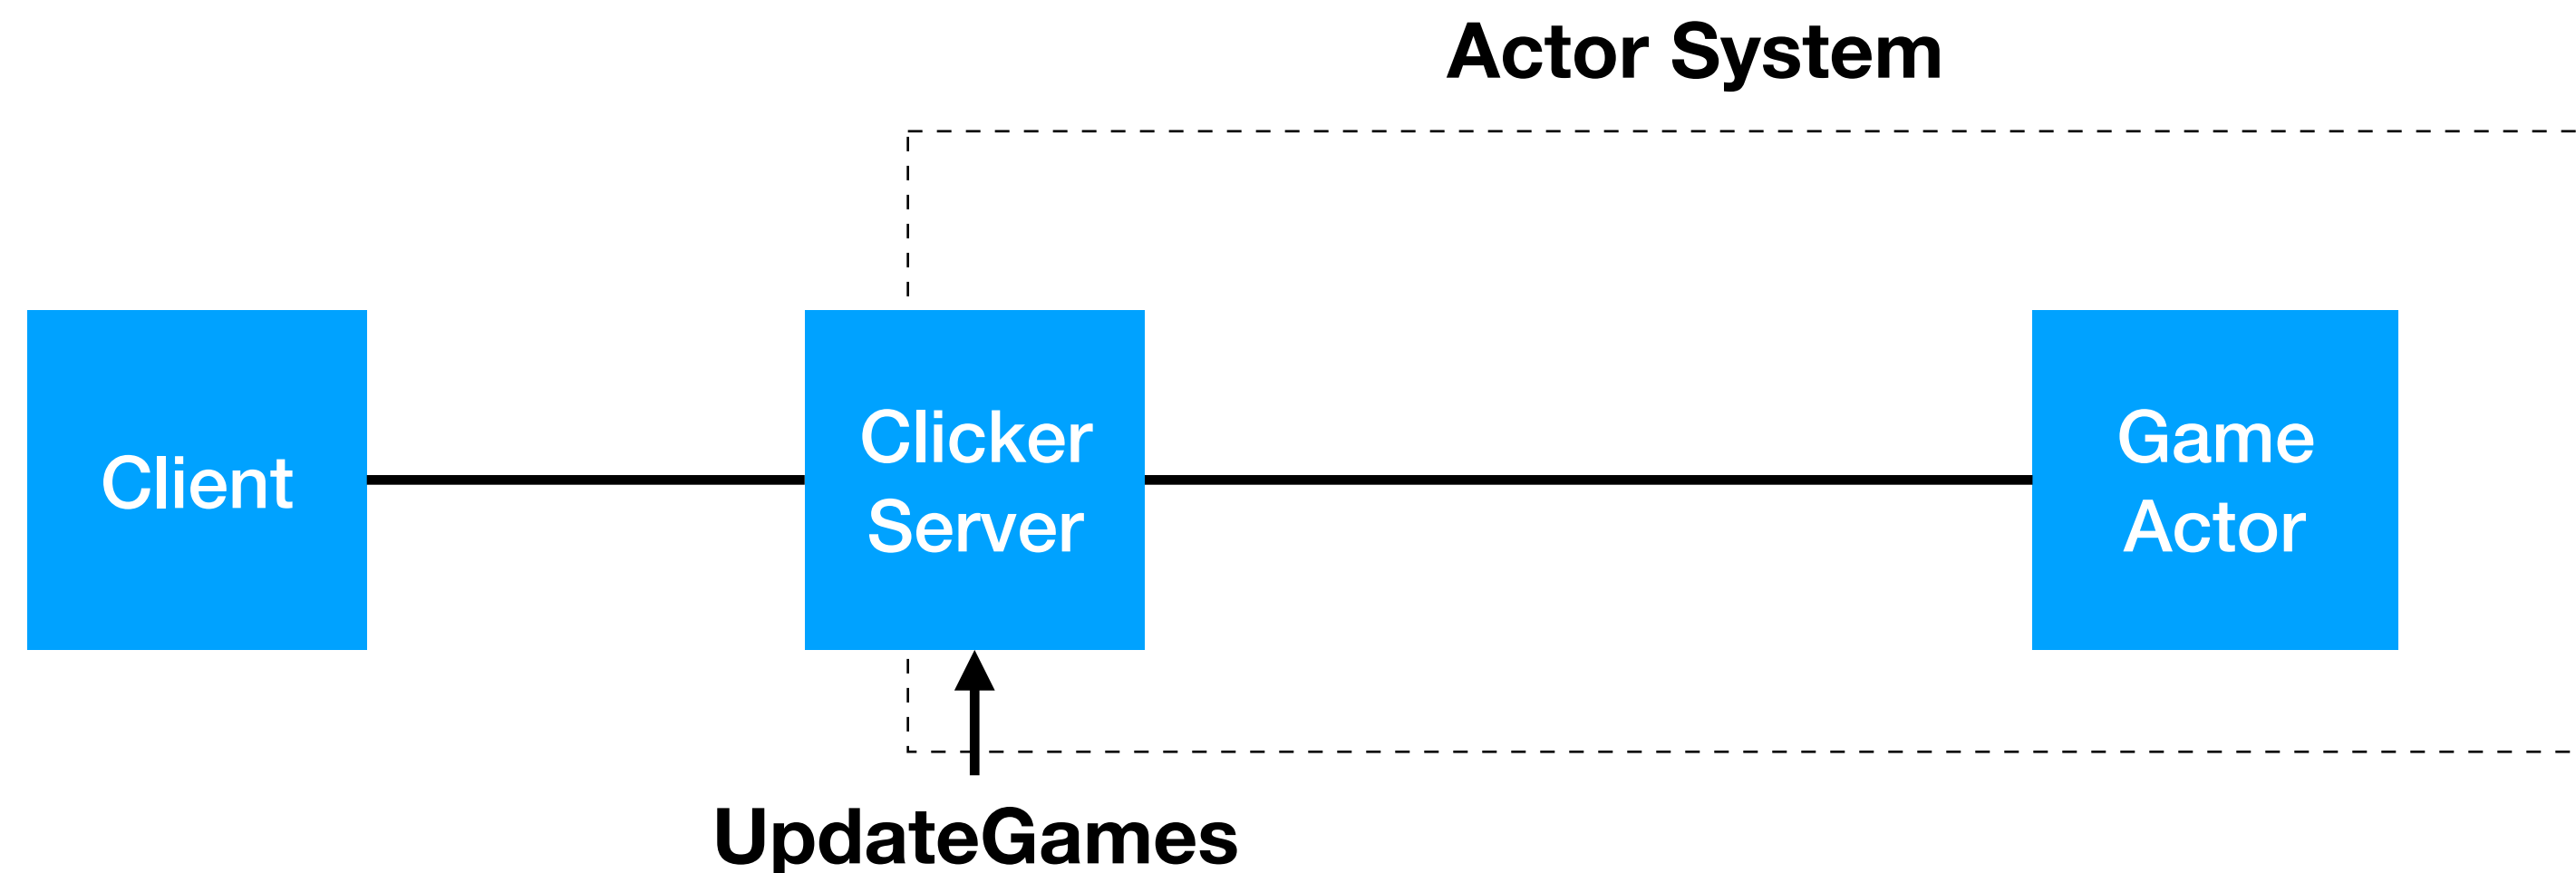 Actor System
Client
Clicker
Server
Game
Actor
UpdateGames